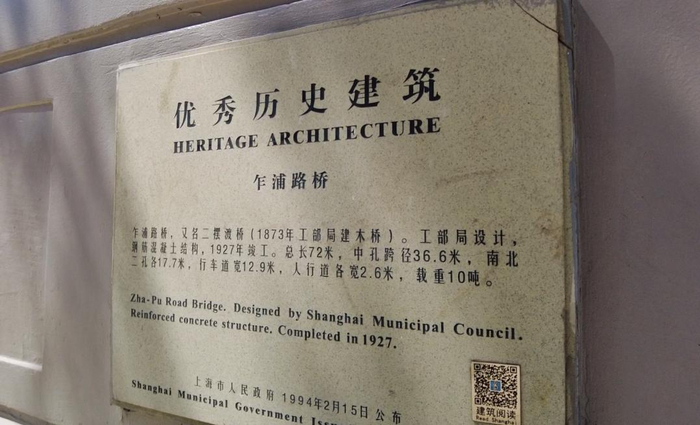 优秀历史建筑
HERITAGE ARCHITECTURE
乍浦路桥
乍浦路桥，又名二摆渡桥（1873年工部局建木桥）。工部局设计，
钢筋混凝土结构，1927年竣工。总长72米，中孔跨径36.6米，南北
二孔各17.7米，行车道宽12.9米，人行道各宽2.6米，载重10吨。
Zha-Pu Road Bridge. Designed by Shanghai Municipal Council.
Reinforced concrete structure. Completed in 1927.
上海市人民政府 1994年2月15日公布
Shanghai Municipal Government
建筑阅读
Read Shanghai